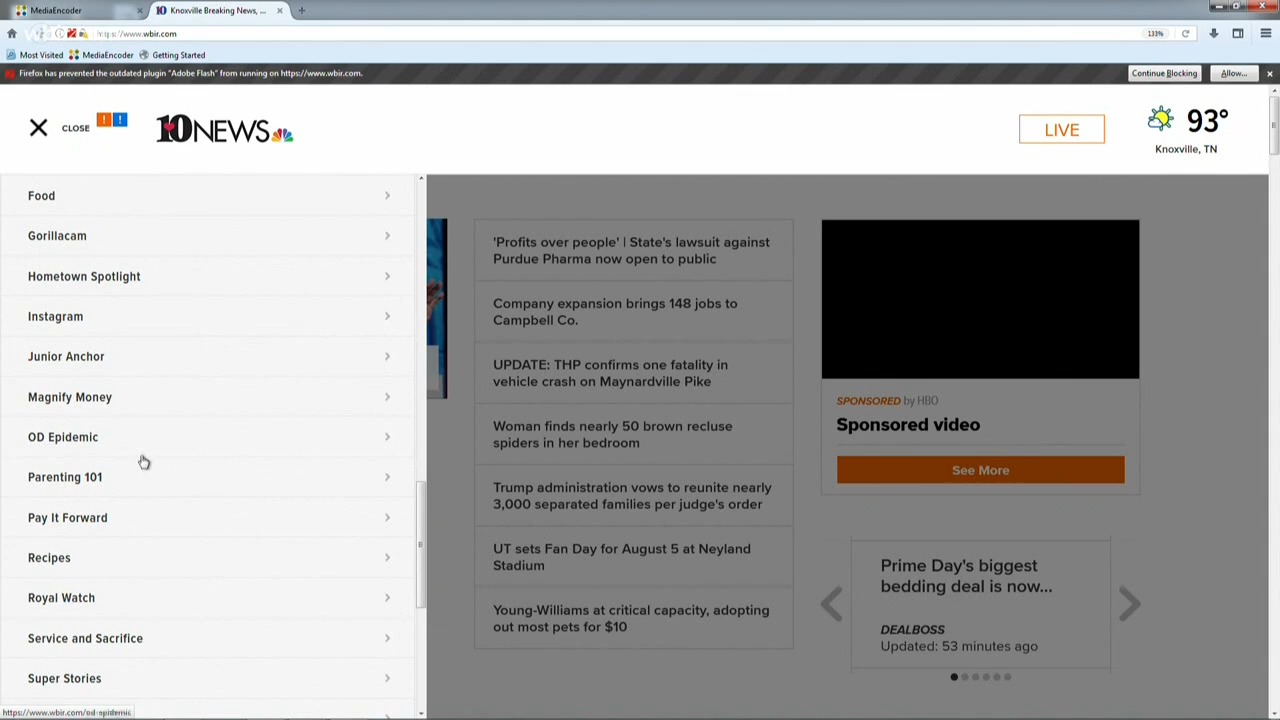 MediaEncoder
Knoxville Breaking News, ...
https://www.wbir.com
133%
Most Visited
MediaEncoder
Getting Started
Firefox has prevented the outdated plugin "Adobe Flash" from running on https://www.wbir.com.
Continue Blocking
Allow...
CLOSE
10NEWS
LIVE
93°
Knoxville, TN
Food
Gorillacam
Hometown Spotlight
Instagram
Junior Anchor
Magnify Money
OD Epidemic
Parenting 101
Pay It Forward
Recipes
Royal Watch
Service and Sacrifice
Super Stories
https://www.wbir.com/od-epidemic
'Profits over people' | State's lawsuit against
Purdue Pharma now open to public
Company expansion brings 148 jobs to
Campbell Co.
UPDATE: THP confirms one fatality in
vehicle crash on Maynardville Pike
Woman finds nearly 50 brown recluse
spiders in her bedroom
Trump administration vows to reunite nearly
3,000 separated families per judge's order
UT sets Fan Day for August 5 at Neyland
Stadium
Young-Williams at critical capacity, adopting
out most pets for $10
SPONSORED by HBO
Sponsored video
See More
Prime Day's biggest
bedding deal is now...
DEALBOSS
Updated: 53 minutes ago